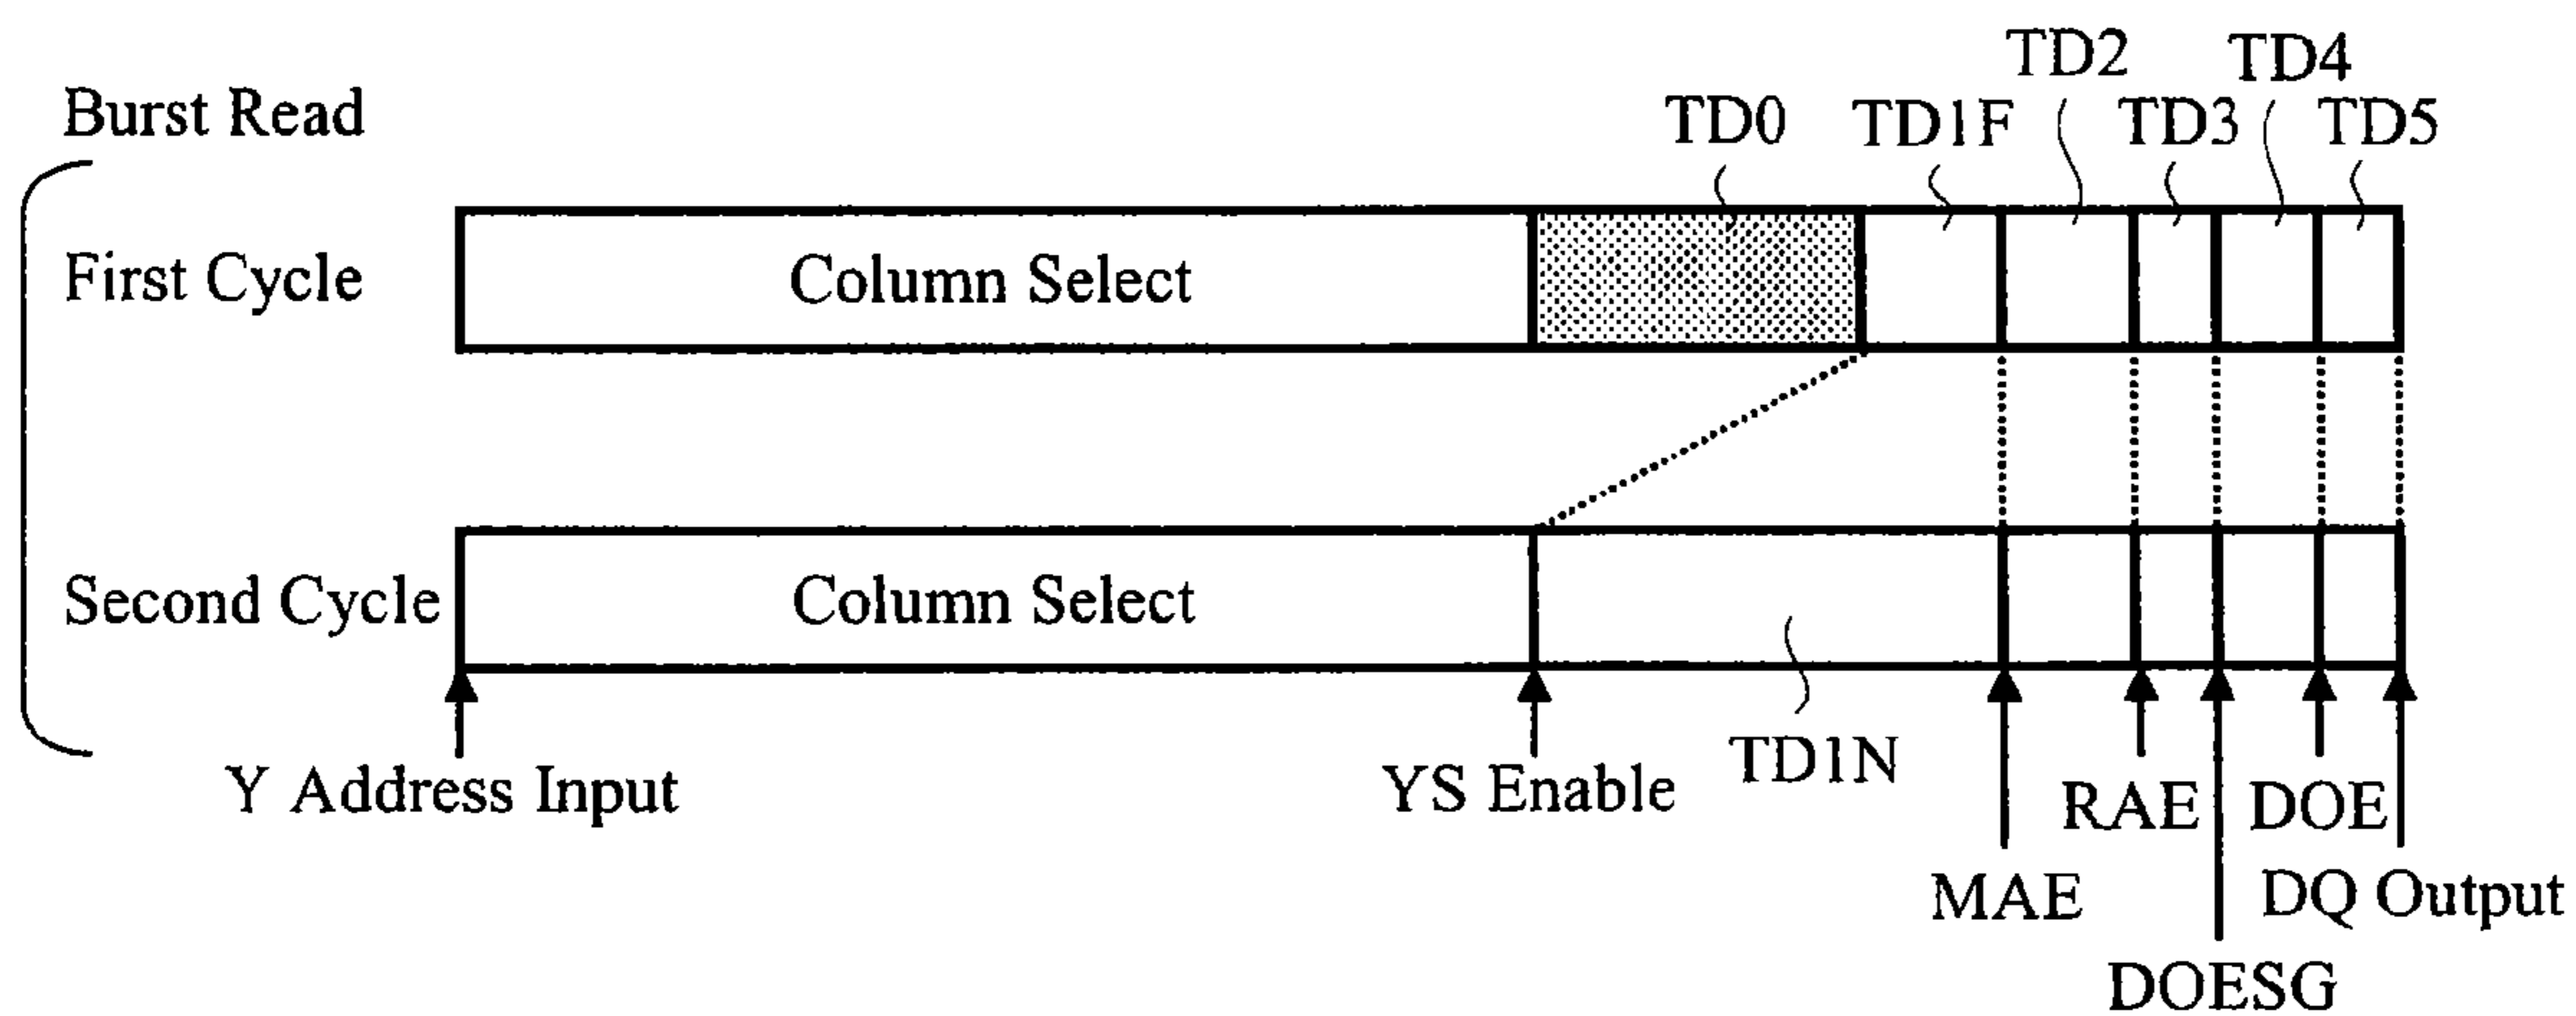 Burst Read
TD0
TD1F
TD2
TD3
TD4
TD5
First Cycle
Column Select
Second Cycle
Column Select
Y Address Input
YS Enable
TD1N
MAE
RAE
DOESG
DOE
DQ Output